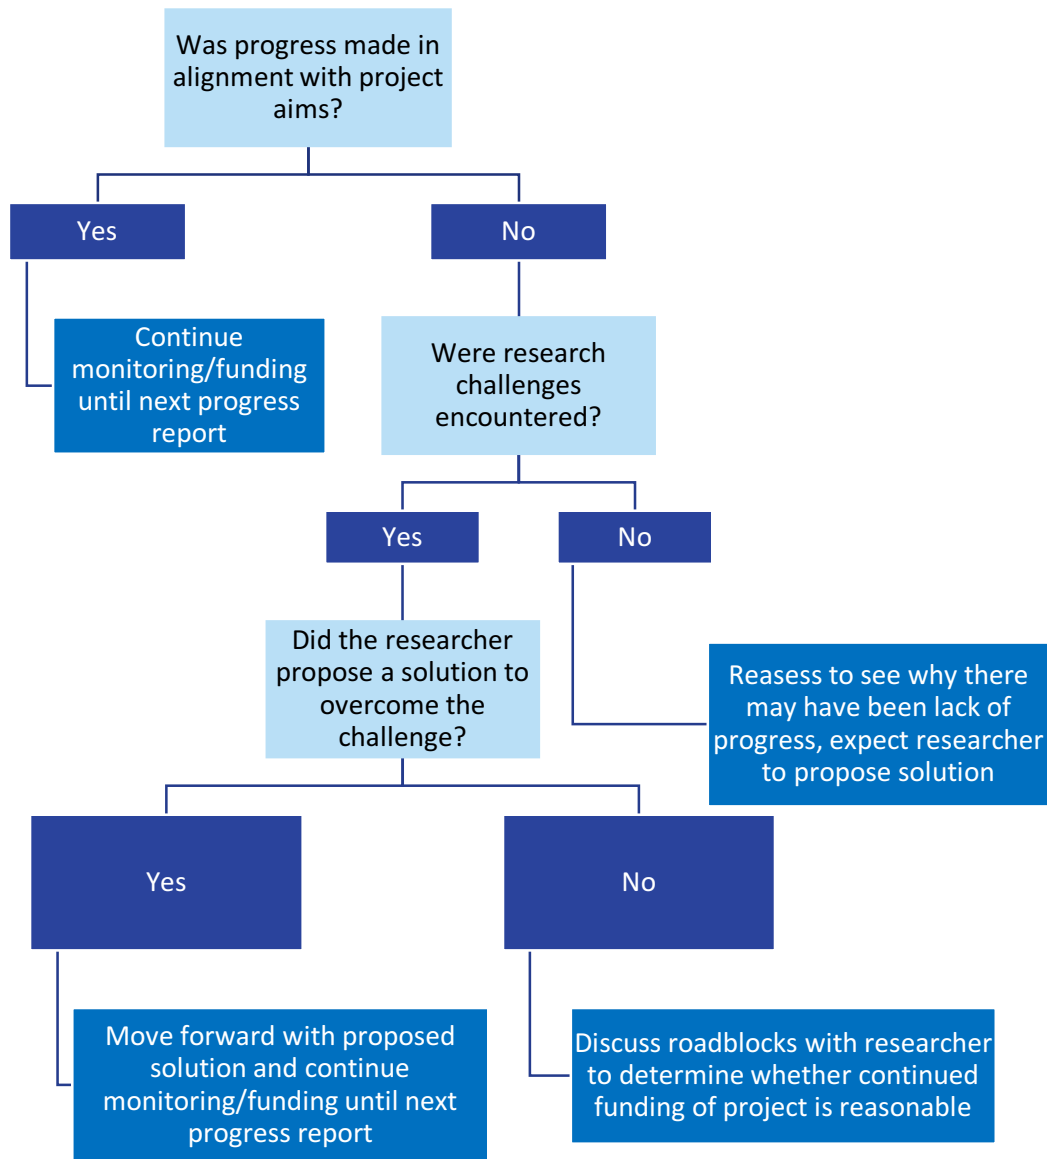 Was progress made in
alignment with project
aims?
Yes
No
Continue
monitoring/funding
until next progress
report
Were research
challenges
encountered?
Yes
No
Did the researcher
propose a solution to
overcome the
challenge?
Reasess to see why there
may have been lack of
progress, expect researcher
to propose solution
Yes
No
Move forward with proposed
solution and continue
monitoring/funding until next
progress report
Discuss roadblocks with researcher
to determine whether continued
funding of project is reasonable